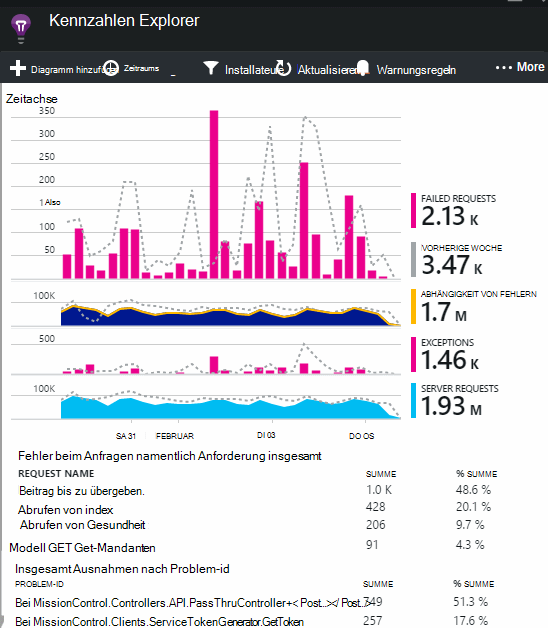 Kennzahlen Explorer
Diagramm hinzufüg Zeitraums Installateure Aktualisieren Warnungsregeln ••• More
Zeitachse
350
300
250
200
1 Also
100
50
FAILED REQUESTS
2.13 K
VORHERIGE WOCHE
3.47 K
100K
ABHÄNGIGKEIT VON FEHLERN
1.7 M
500
EXCEPTIONS
1.46 K
100K
SERVER REQUESTS
1.93 M
SA 31 FEBRUAR DI 03 DO OS
Fehler beim Anfragen namentlich Anforderung insgesamt
REQUEST NAME SUMME % SUMME
Beitrag bis zu übergeben. 1.0 K 48.6 %
Abrufen von index 428 20.1 %
Abrufen von Gesundheit 206 9.7 %
Modell GET Get-Mandanten 91 4.3 %
Insgesamt Ausnahmen nach Problem-id
PROBLEM-ID SUMME % SUMME
Bei MissionControl.Controllers.API.PassThruController+< Post...></ Post... 749 51.3 %
Bei MissionControl.Clients.ServiceTokenGenerator.GetToken 257 17.6 %